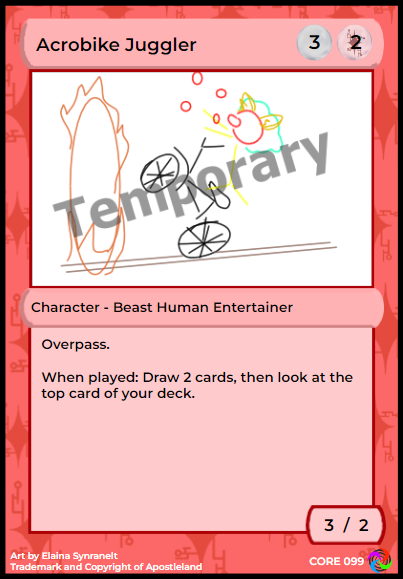 Acrobike Juggler
3 2
Temporary
Character - Beast Human Entertainer
Overpass.
When played: Draw 2 cards, then look at the
top card of your deck.
3 / 2
Art by Elaina Synranelt
Trademark and Copyright of Apostleland
CORE 099